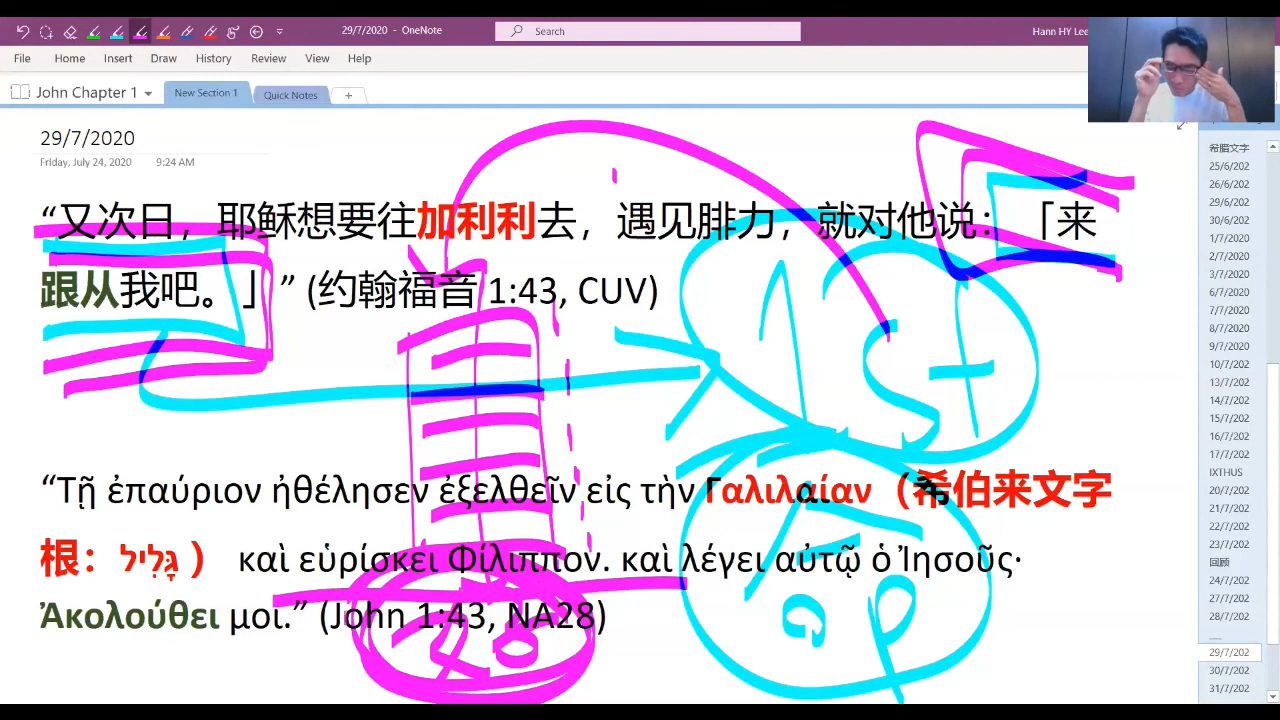 29/7/2020 - OneNote
Search
Hann HY Lee
File Home Insert Draw History Review View Help
John Chapter 1
New Section 1
Quick Notes
29/7/2020
Friday, July 24, 2020 9:24 AM
“又次日，耶稣想要往加利利去，遇见腓力，就对他说：「来
跟从我吧。」” (约翰福音 1:43, CUV)
1st
“Τῇ ἐπαύριον ἠθέλησεν ἐξελθεῖν εἰς τὴν Γαλιλαίαν（希伯来文字
根：גָּלִיל ） καὶ εὑρίσκει Φίλιππον. καὶ λέγει αὐτῷ ὁ Ἰησοῦς·
Ἀκολούθει μοι.” (John 1:43, NA28)
希腊文字
25/6/202
26/6/202
29/6/202
30/6/202
1/7/2020
2/7/2020
3/7/2020
6/7/2020
7/7/2020
8/7/2020
9/7/2020
10/7/202
13/7/202
14/7/202
15/7/202
16/7/202
17/7/202
IXTHUS
20/7/202
21/7/202
22/7/202
23/7/202
回顾
24/7/202
27/7/202
28/7/202
29/7/202
30/7/202
31/7/202